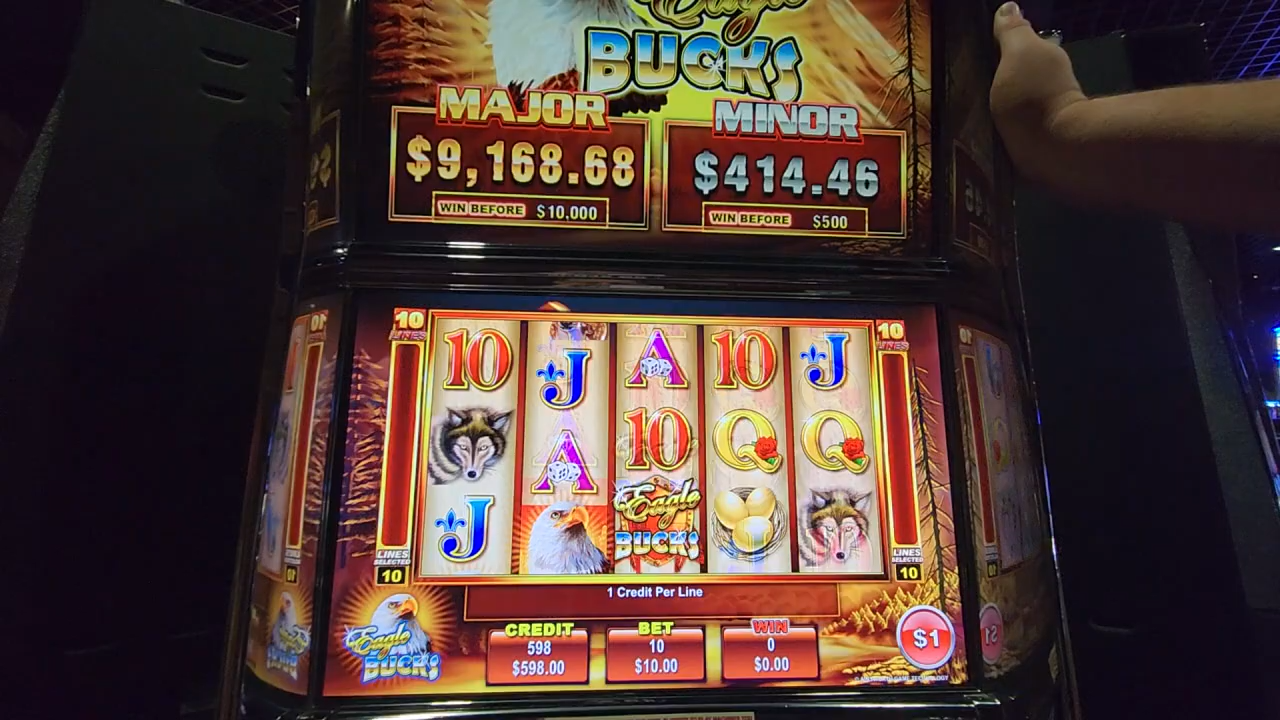 Eagle
BUCKS
MAJOR
$9,168.68
WIN BEFORE $10,000
MINOR
$414.46
WIN BEFORE $500
10
LINES
10
LINES
10 J A 10 J
A 10 Q Q
J Eagle
BUCKS
LINES
SELECTED
10
LINES
SELECTED
10
1 Credit Per Line
Eagle
BUCKS
CREDIT
598
$598.00
BET
10
$10.00
WIN
0
$0.00
$1